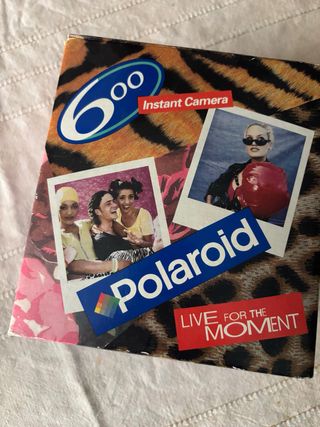 600
Instant Camera
Polaroid
LIVE FOR THE
MOMENT